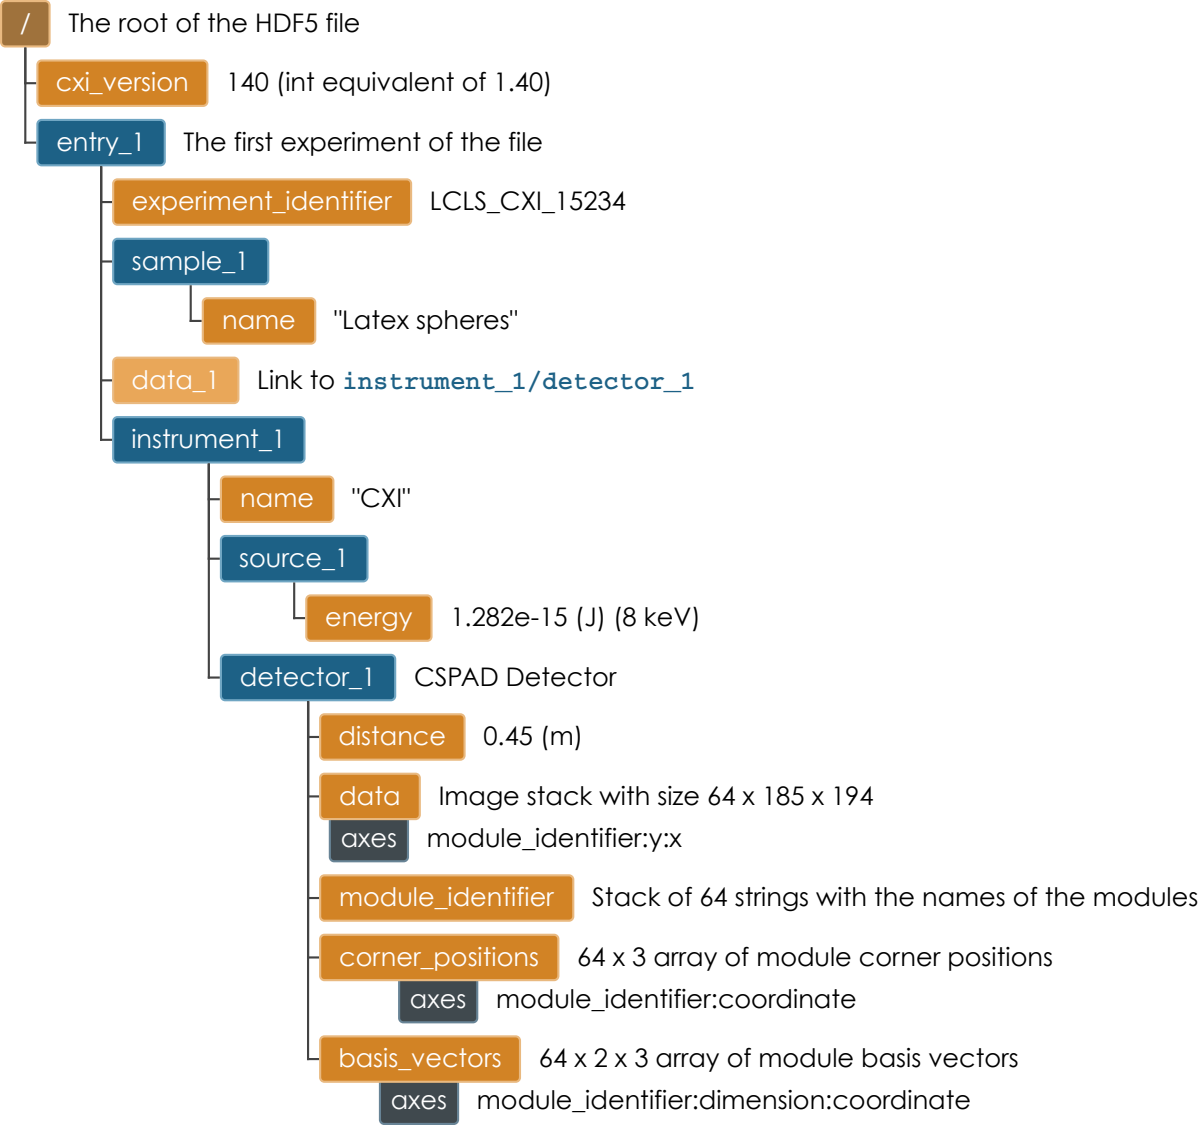 / The root of the HDF5 file
cxi_version 140 (int equivalent of 1.40)
entry_1 The first experiment of the file
experiment_identifier LCLS_CXI_15234
sample_1
name "Latex spheres"
data_1 Link to instrument_1/detector_1
instrument_1
name "CXI"
source_1
energy 1.282e-15 (J) (8 keV)
detector_1 CSPAD Detector
distance 0.45 (m)
data Image stack with size 64 x 185 x 194
axes module_identifier:y:x
module_identifier Stack of 64 strings with the names of the modules
corner_positions 64 x 3 array of module corner positions
axes module_identifier:coordinate
basis_vectors 64 x 2 x 3 array of module basis vectors
axes module_identifier:dimension:coordinate